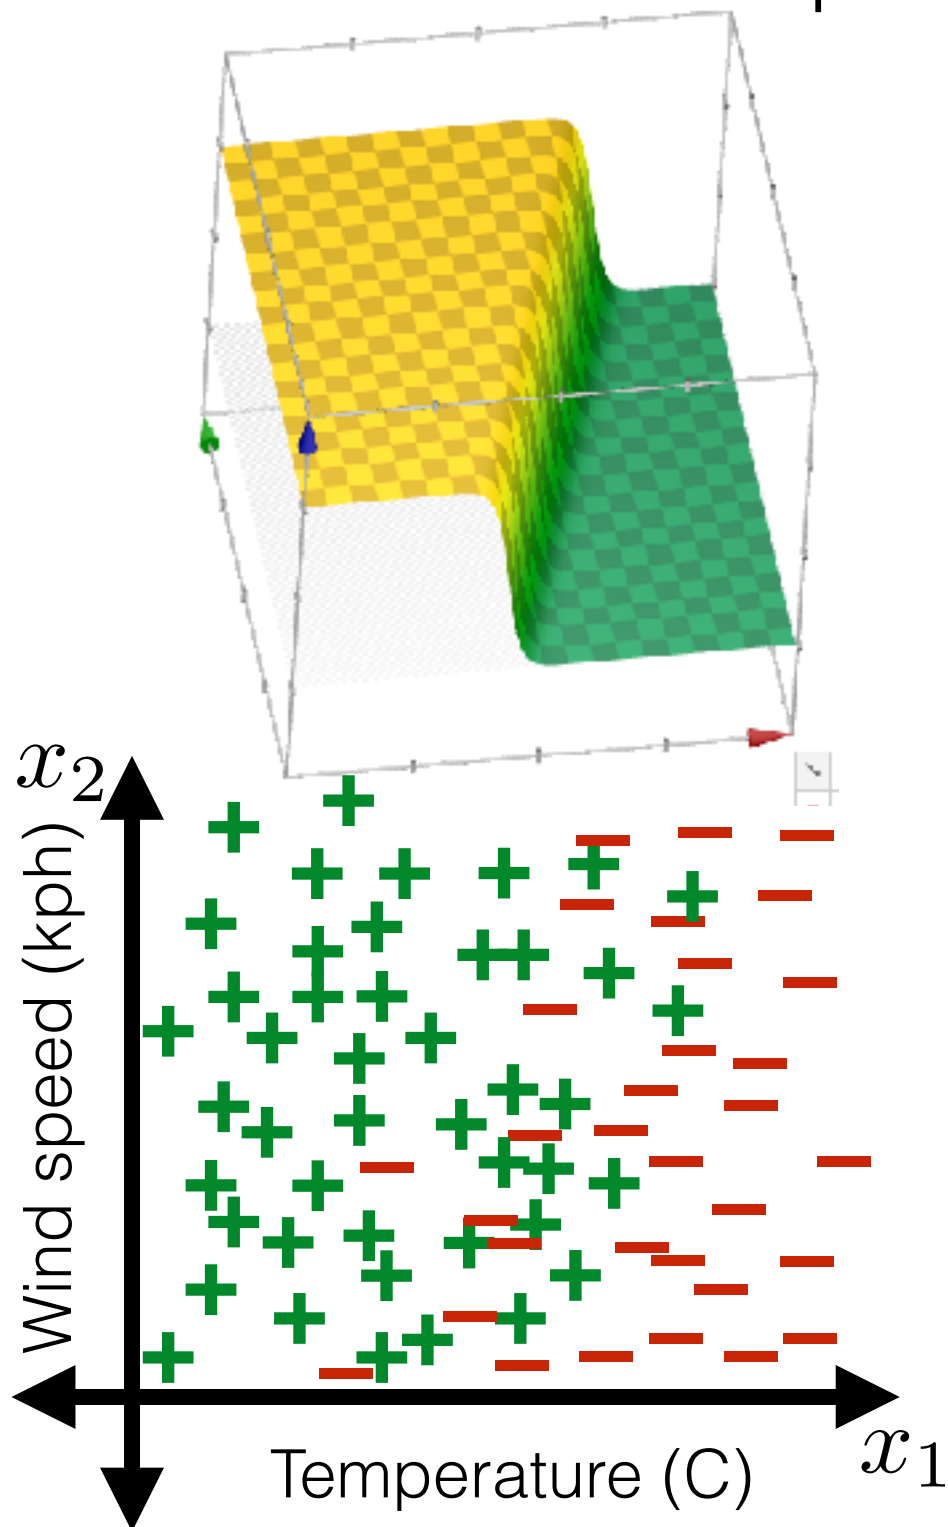 x₂
Wind speed (kph)
Temperature (C)
x₁